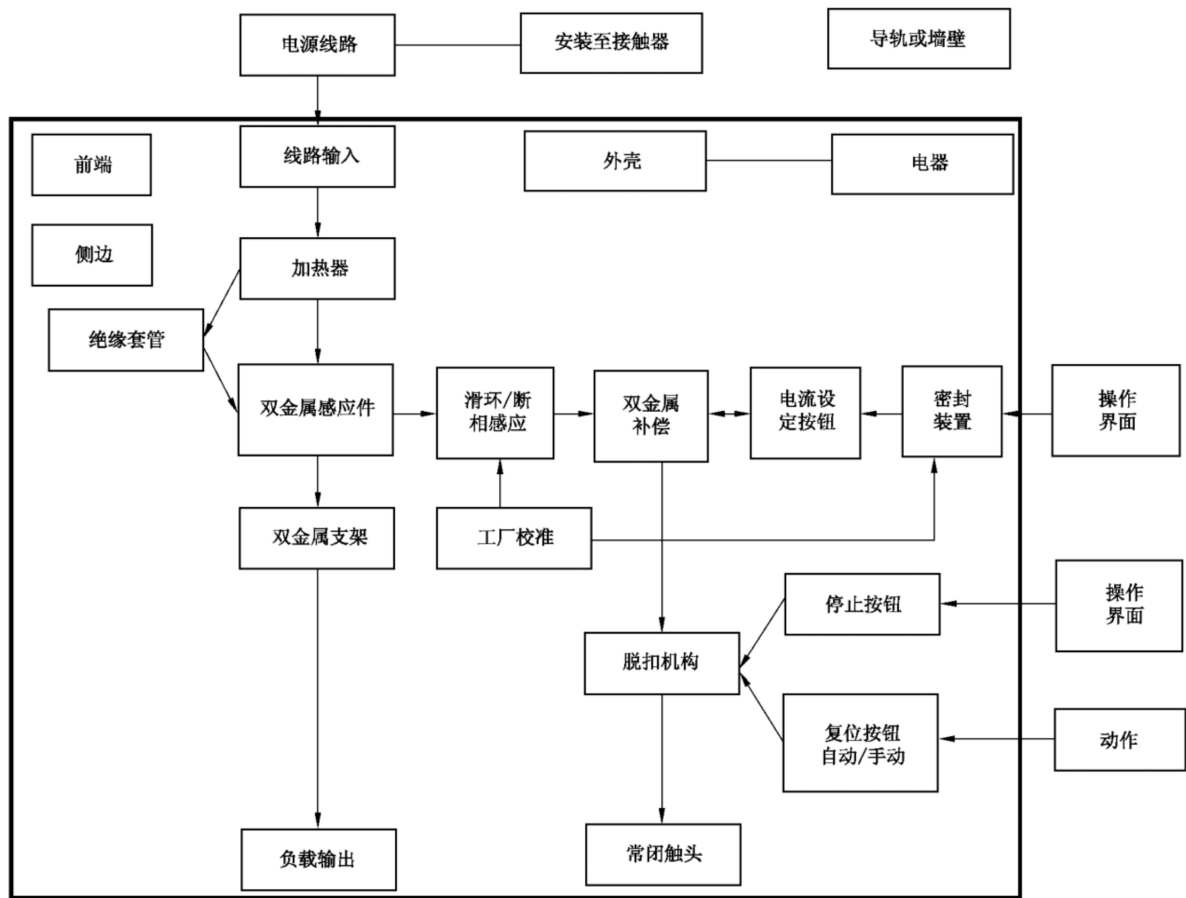 电源线路
安装至接触器
导轨或墙壁
前端
线路输入
外壳
电器
侧边
加热器
绝缘套管
双金属感应件
滑环/断
相感应
双金属
补偿
电流设
定按钮
密封
装置
操作
界面
双金属支架
工厂校准
停止按钮
操作
界面
脱扣机构
复位按钮
自动/手动
动作
负载输出
常闭触头